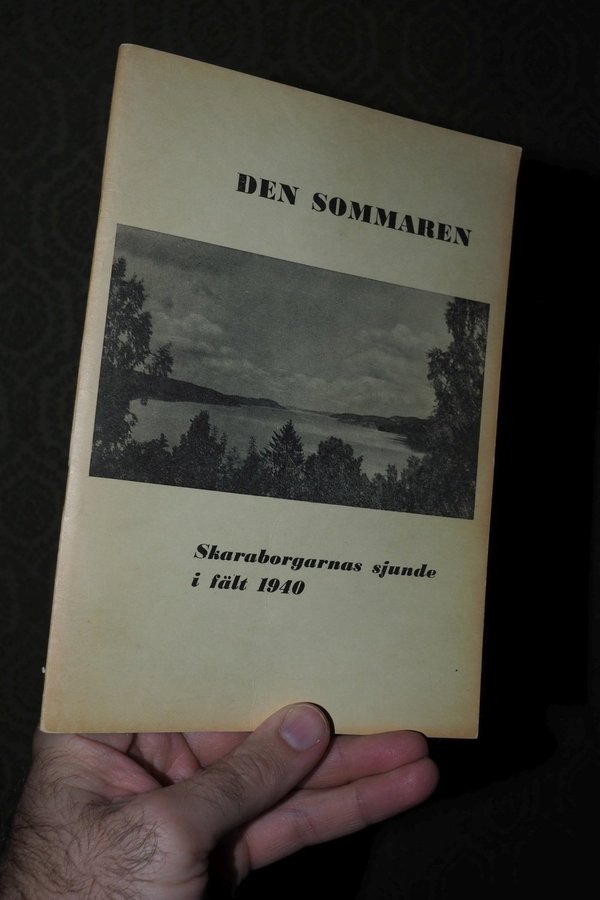 DEN SOMMAREN
Skaraborgarnas sjunde
i fält 1940